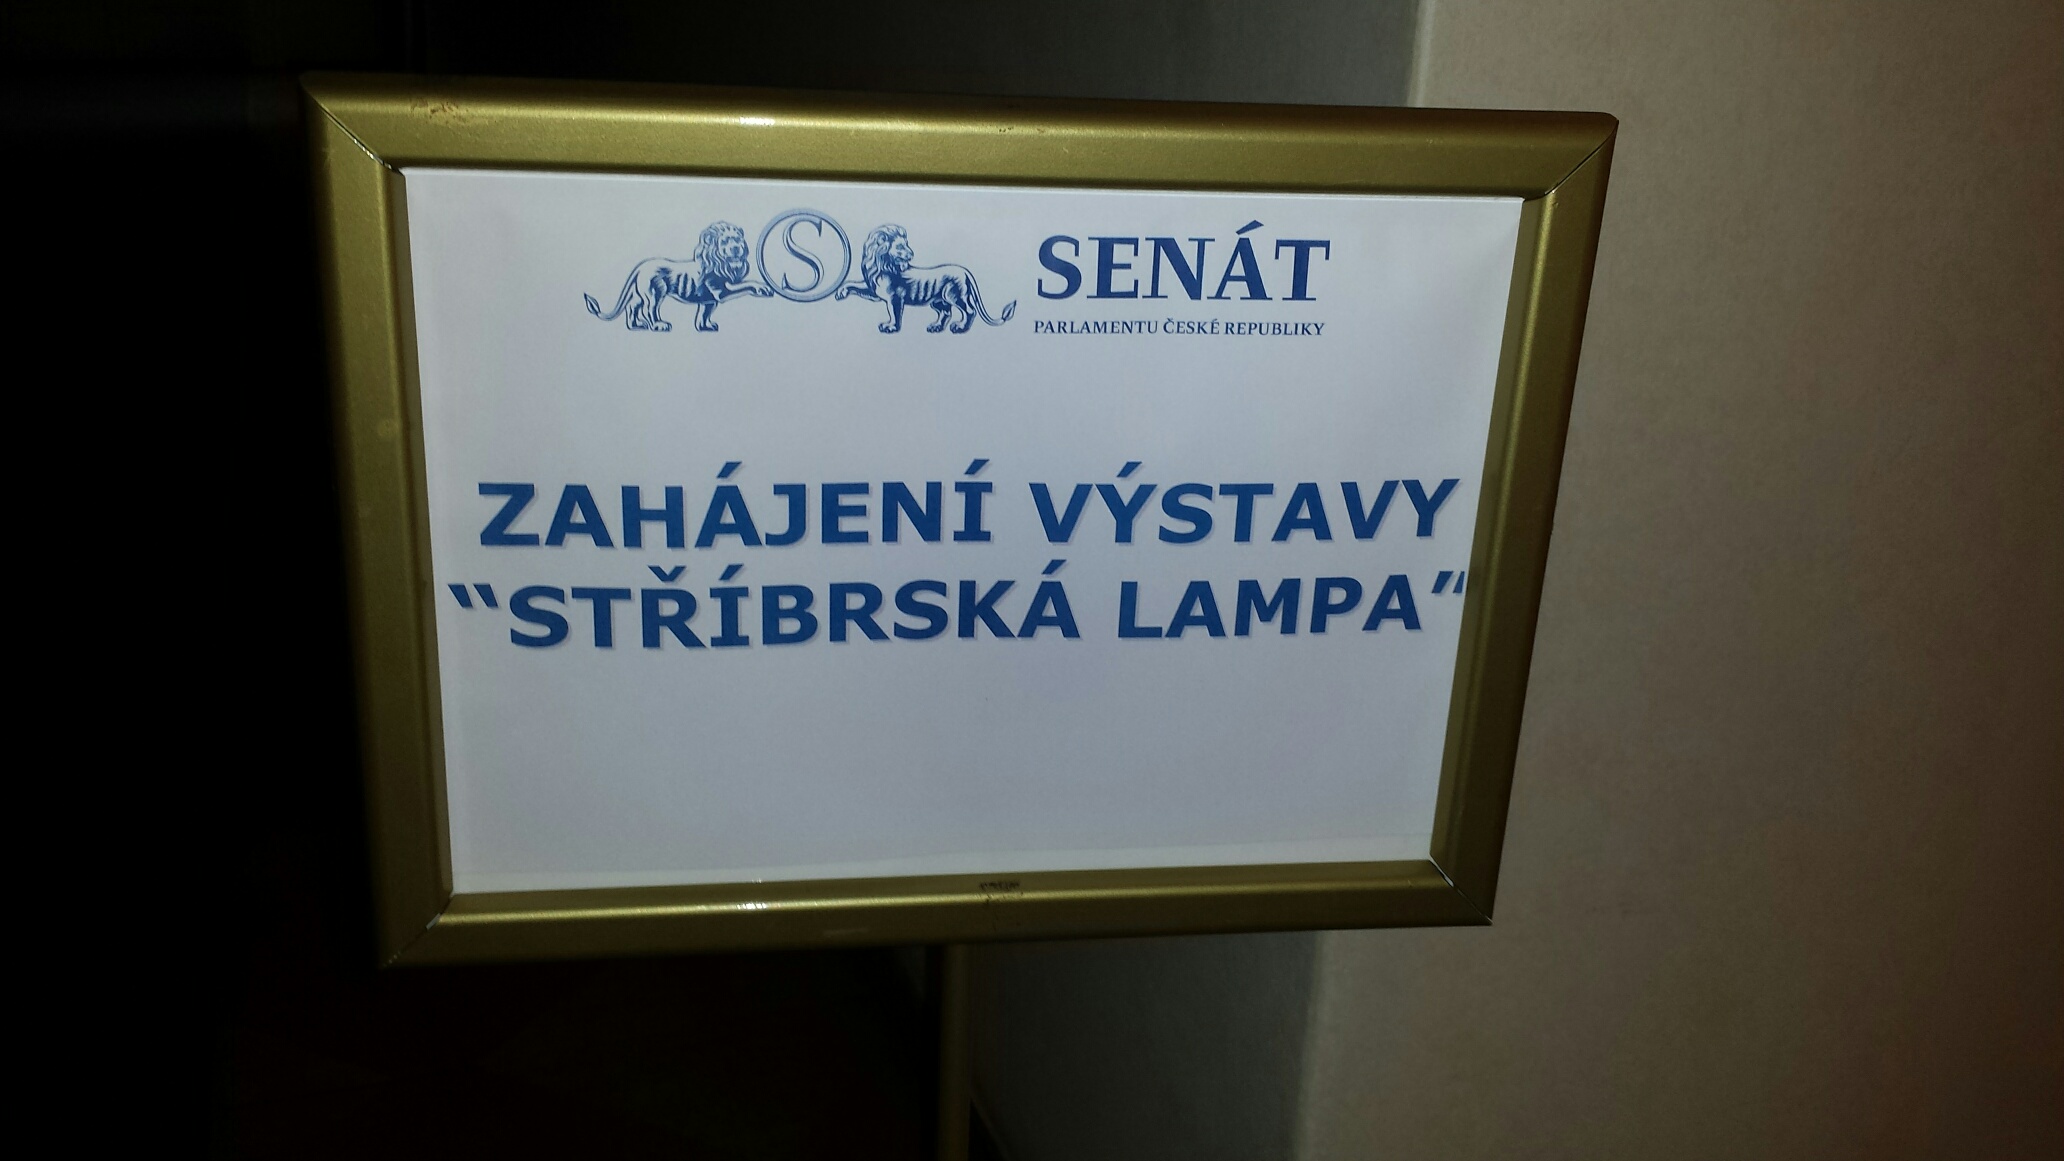 S
SENÁT
PARLAMENTU ČESKÉ REPUBLIKY
ZAHÁJENÍ VÝSTAVY
“STŘÍBRSKÁ LAMPA”